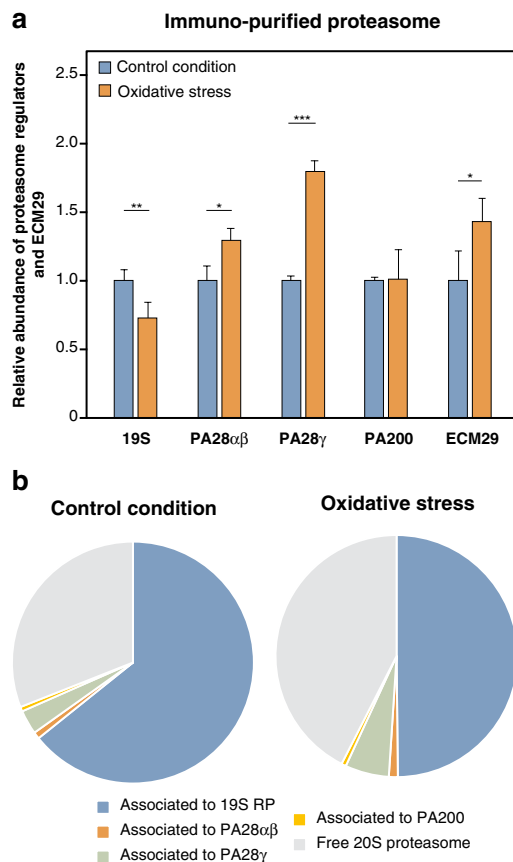 a
Immuno-purified proteasome
Relative abundance of proteasome regulators
and ECM29
2.5
2.0
1.5
1.0
0.5
0
Control condition
Oxidative stress
**
*
***
*
19S
PA28αβ
PA28γ
PA200
ECM29
b
Control condition
Oxidative stress
Associated to 19S RP
Associated to PA28αβ
Associated to PA28γ
Associated to PA200
Free 20S proteasome